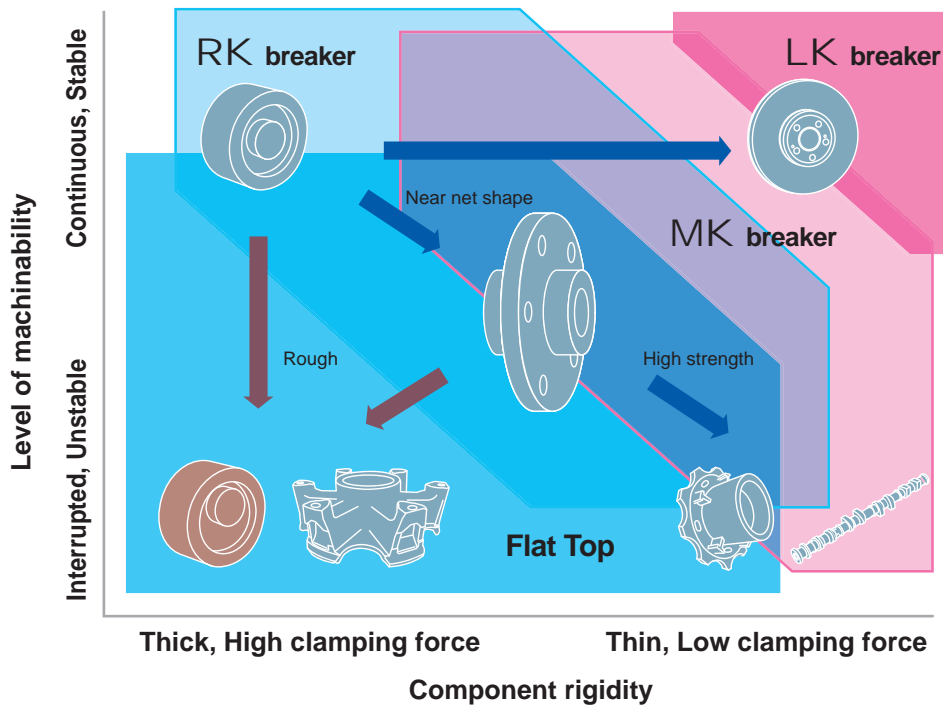 RK breaker
LK breaker
Near net shape
MK breaker
Rough
High strength
Flat Top
Level of machinability
Continuous, Stable
Interrupted, Unstable
Thick, High clamping force
Thin, Low clamping force
Component rigidity